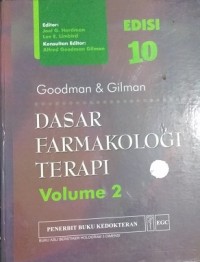 Editor:
Joel G. Hardman
Lee E. Limbird
Konsultan Editor:
Alfred Goodman Gilman
EDISI
10
Goodman & Gilman
DASAR
FARMAKOLOGI
TERAPI
Volume 2
PENERBIT BUKU KEDOKTERAN
EGC